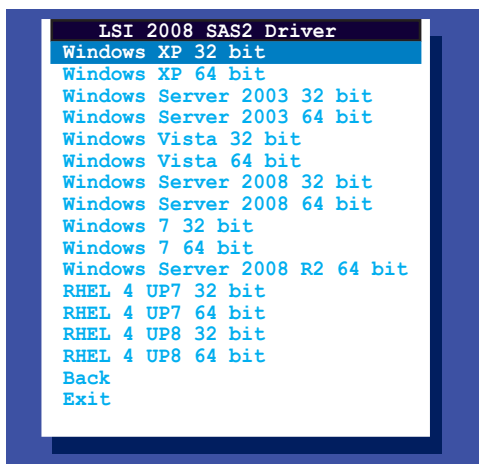 LSI 2008 SAS2 Driver
Windows XP 32 bit
Windows XP 64 bit
Windows Server 2003 32 bit
Windows Server 2003 64 bit
Windows Vista 32 bit
Windows Vista 64 bit
Windows Server 2008 32 bit
Windows Server 2008 64 bit
Windows 7 32 bit
Windows 7 64 bit
Windows Server 2008 R2 64 bit
RHEL 4 UP7 32 bit
RHEL 4 UP7 64 bit
RHEL 4 UP8 32 bit
RHEL 4 UP8 64 bit
Back
Exit